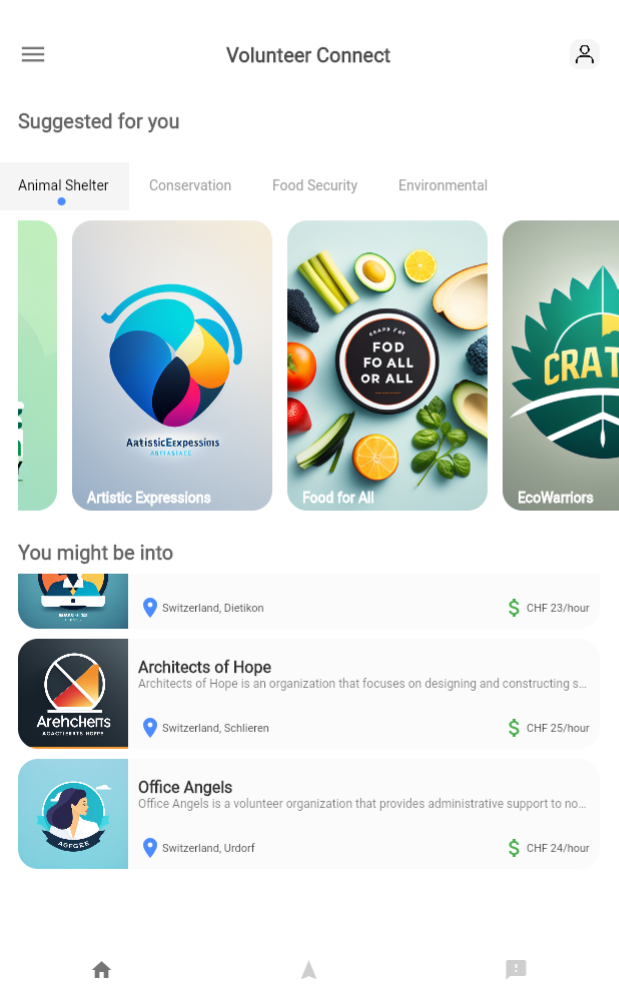 Volunteer Connect
Suggested for you
Animal Shelter Conservation Food Security Environmental
ArtissicEexpessiins
FOD
FO ALL
OR ALL
CRAT
Artistic Expressions
Food for All
EcoWarriors
You might be into
Switzerland, Dietikon
$ CHF 23/hour
Arehcherrs
Architects of Hope
Architects of Hope is an organization that focuses on designing and constructing s...
Switzerland, Schlieren
$ CHF 25/hour
Office Angels
Office Angels is a volunteer organization that provides administrative support to no...
Switzerland, Urdorf
$ CHF 24/hour